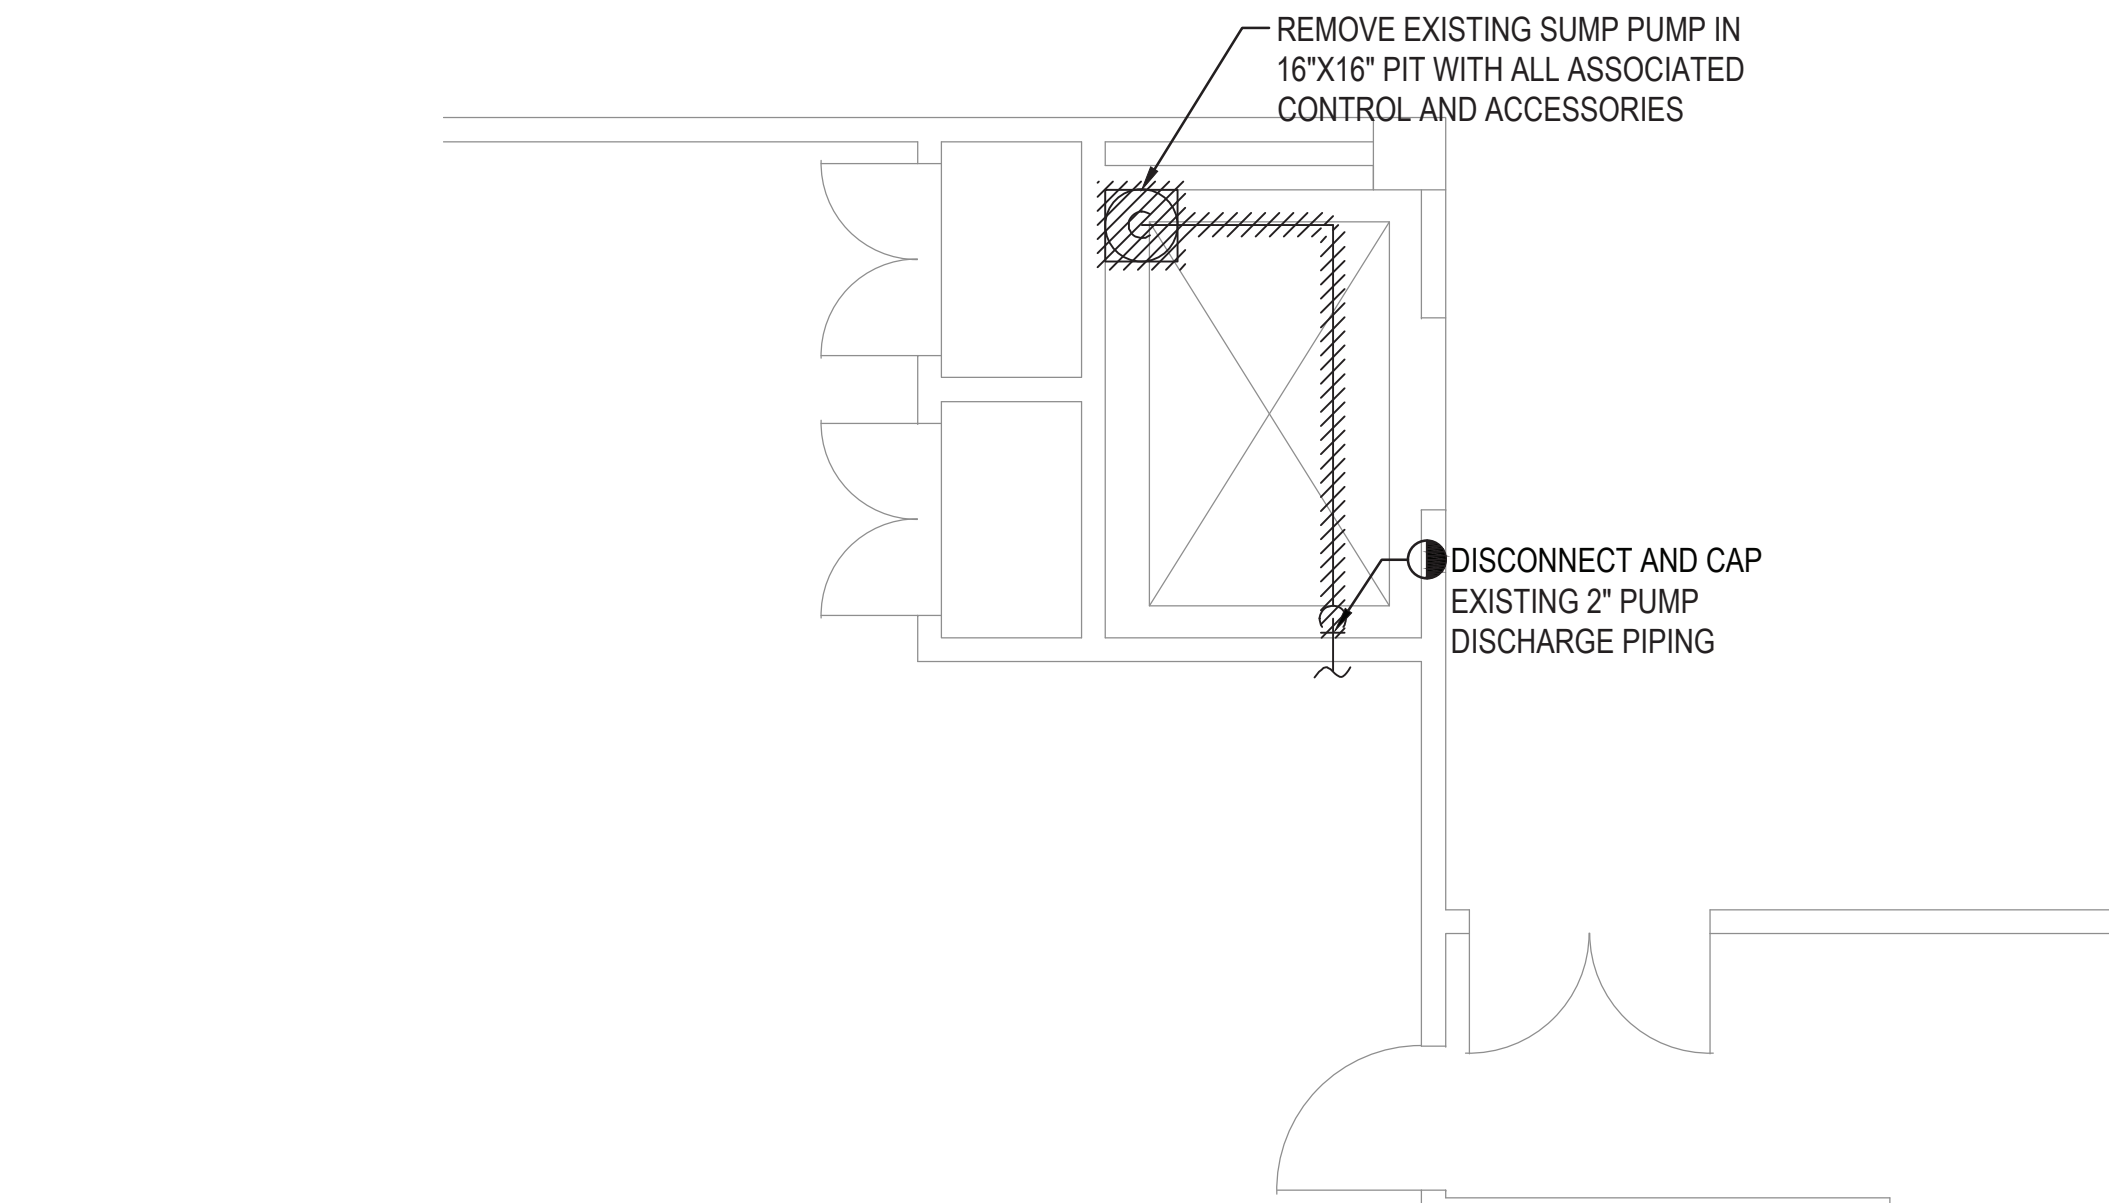 REMOVE EXISTING SUMP PUMP IN
16"X16" PIT WITH ALL ASSOCIATED
CONTROL AND ACCESSORIES
DISCONNECT AND CAP
EXISTING 2" PUMP
DISCHARGE PIPING